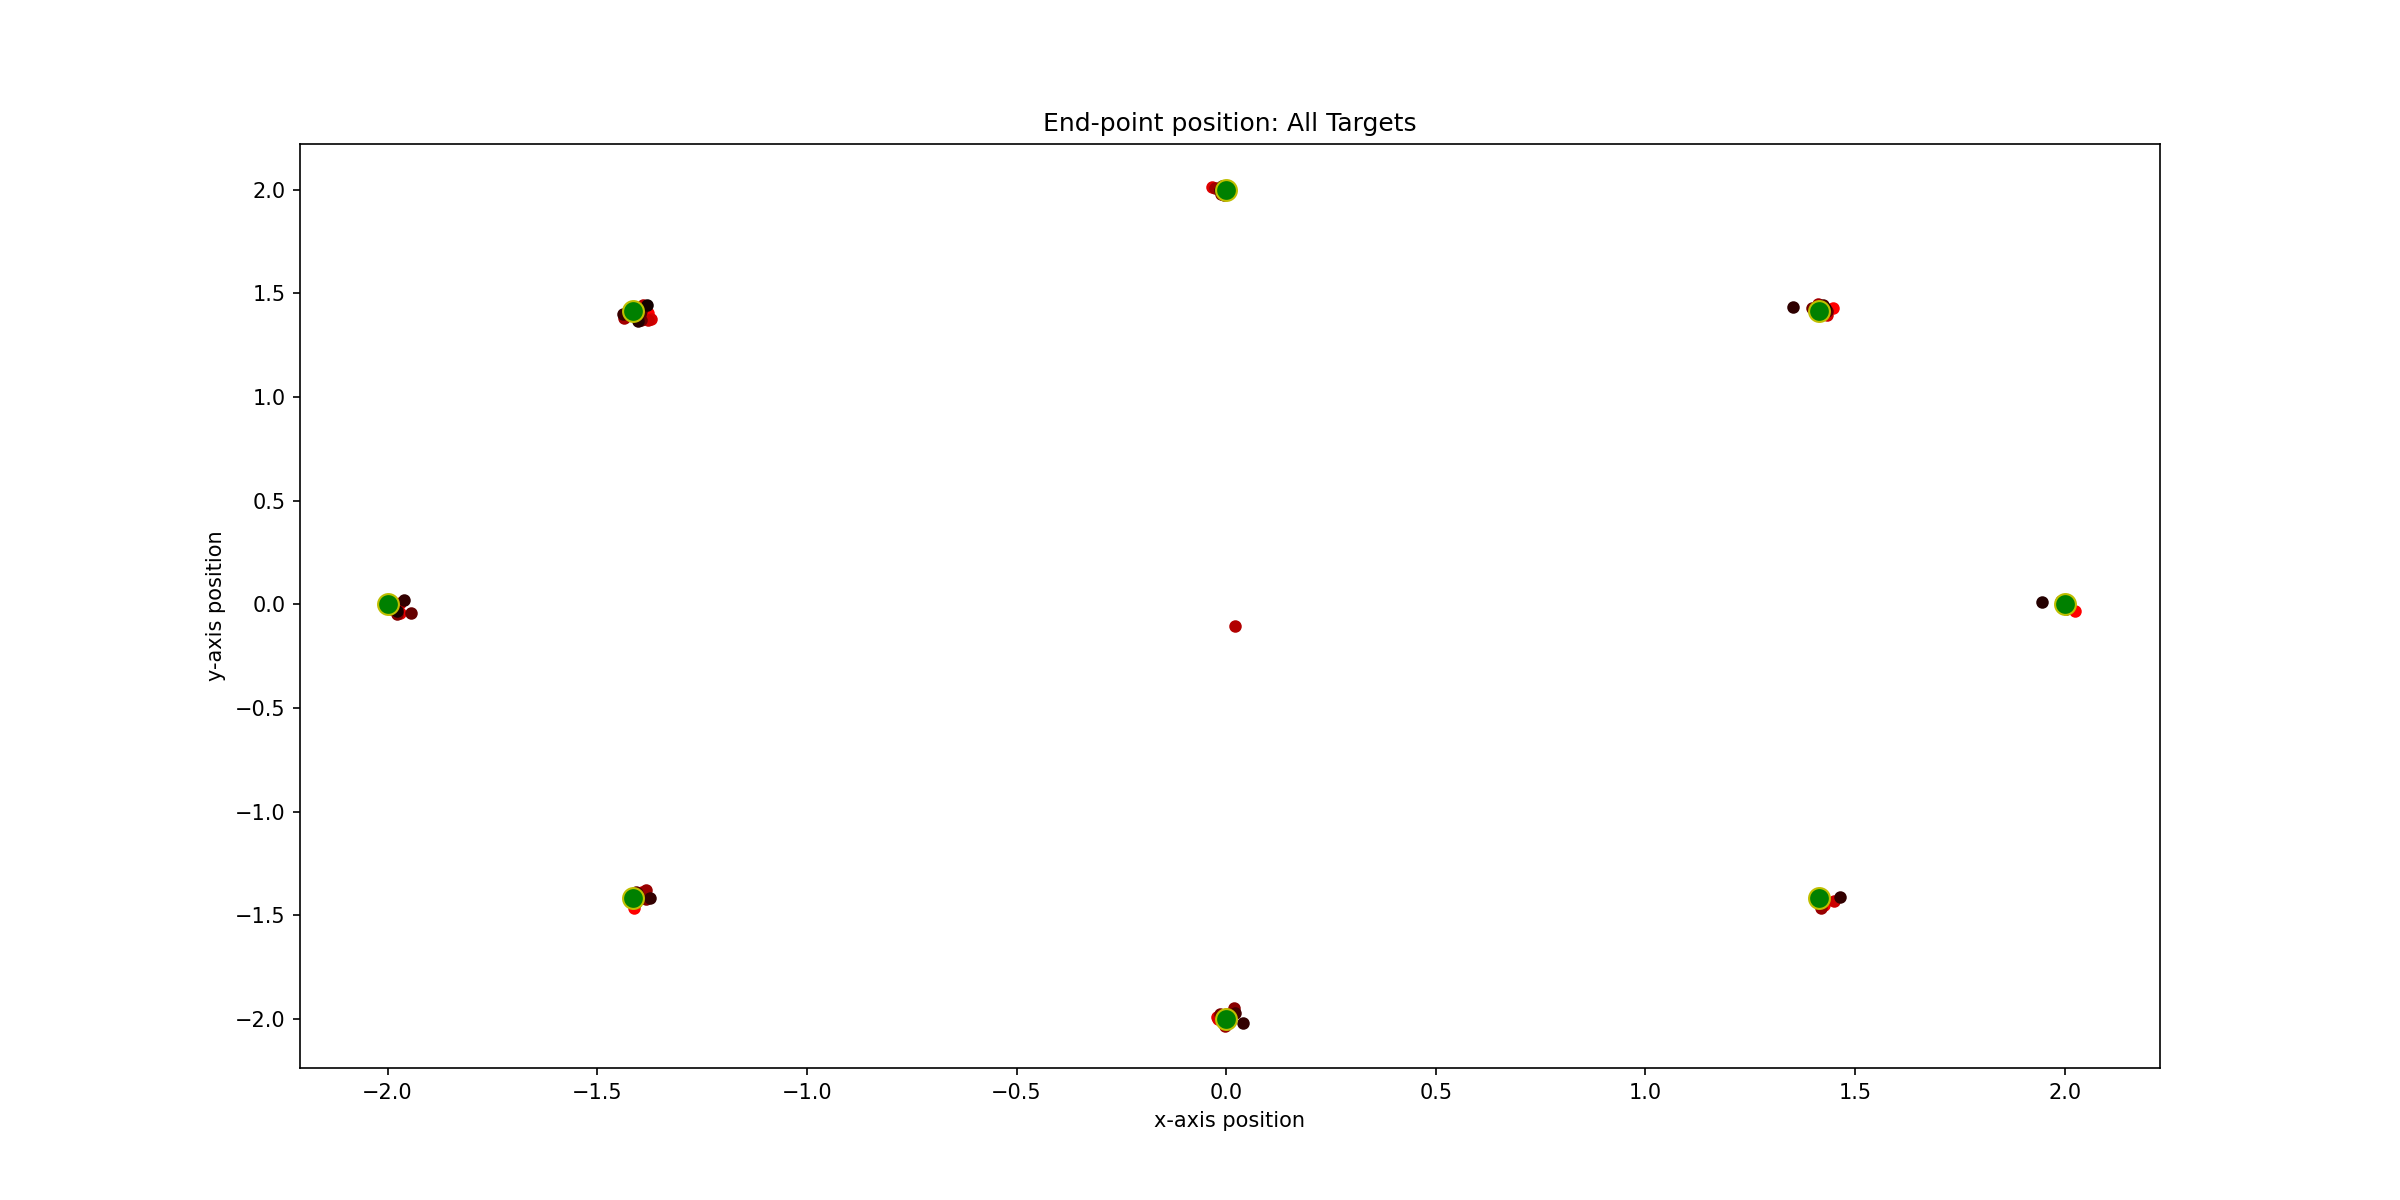 End-point position: All Targets
2.0
1.5
1.0
0.5
0.0
−0.5
−1.0
−1.5
−2.0
y-axis position
−2.0 −1.5 −1.0 −0.5 0.0 0.5 1.0 1.5 2.0
x-axis position